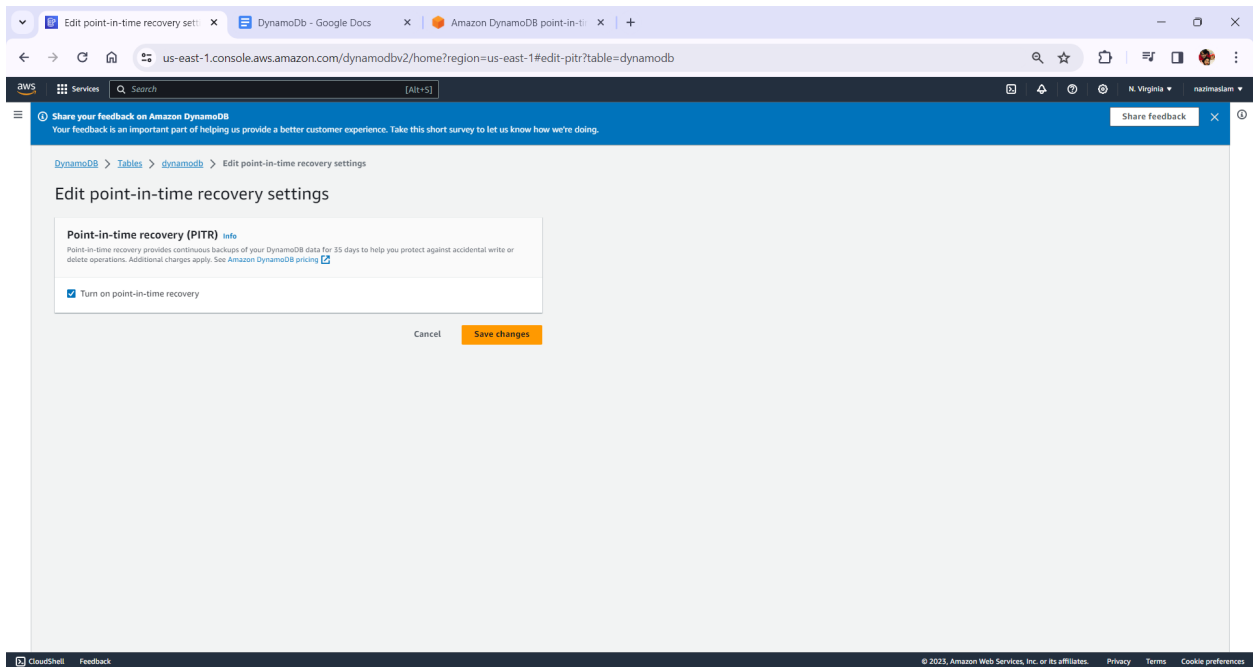 Edit point-in-time recovery sett
DynamoDb - Google Docs
Amazon DynamoDB point-in-ti
us-east-1.console.aws.amazon.com/dynamodbv2/home?region=us-east-1#edit-pitr?table=dynamodb
aws
Services
Search
[Alt+S]
N. Virginia
nazimaslam
Share your feedback on Amazon DynamoDB
Your feedback is an important part of helping us provide a better customer experience. Take this short survey to let us know how we're doing.
Share feedback
DynamoDB > Tables > dynamodb > Edit point-in-time recovery settings
Edit point-in-time recovery settings
Point-in-time recovery (PITR) Info
Point-in-time recovery provides continuous backups of your DynamoDB data for 35 days to help you protect against accidental write or
delete operations. Additional charges apply. See Amazon DynamoDB pricing
Turn on point-in-time recovery
Cancel
Save changes
CloudShell
Feedback
© 2023, Amazon Web Services, Inc. or its affiliates.
Privacy
Terms
Cookie preferences